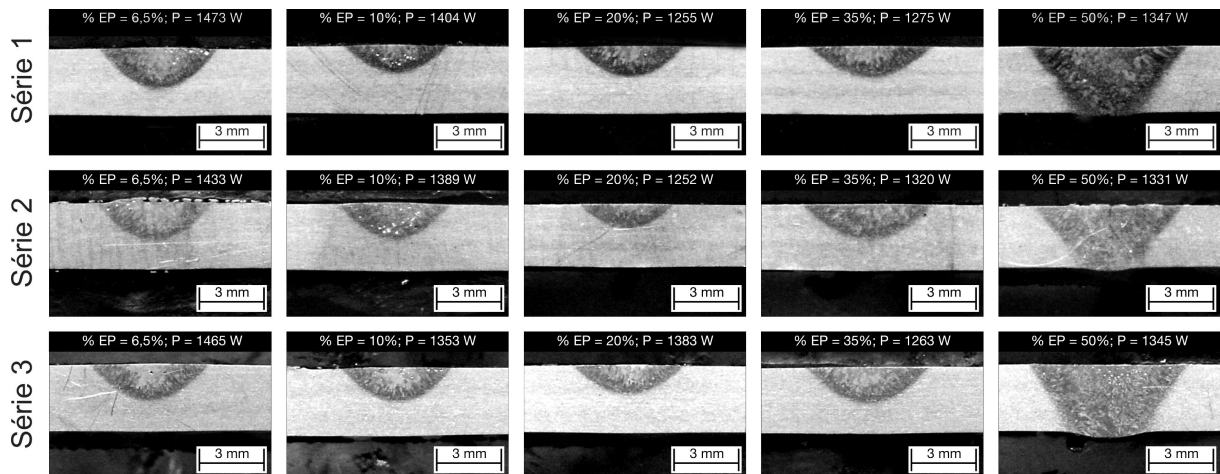 Série 1
% EP = 6,5%; P = 1473 W
% EP = 10%; P = 1404 W
% EP = 20%; P = 1255 W
% EP = 35%; P = 1275 W
% EP = 50%; P = 1347 W
3 mm
3 mm
3 mm
3 mm
3 mm
Série 2
% EP = 6,5%; P = 1433 W
% EP = 10%; P = 1389 W
% EP = 20%; P = 1252 W
% EP = 35%; P = 1320 W
% EP = 50%; P = 1331 W
3 mm
3 mm
3 mm
3 mm
3 mm
Série 3
% EP = 6,5%; P = 1465 W
% EP = 10%; P = 1353 W
% EP = 20%; P = 1383 W
% EP = 35%; P = 1263 W
% EP = 50%; P = 1345 W
3 mm
3 mm
3 mm
3 mm
3 mm